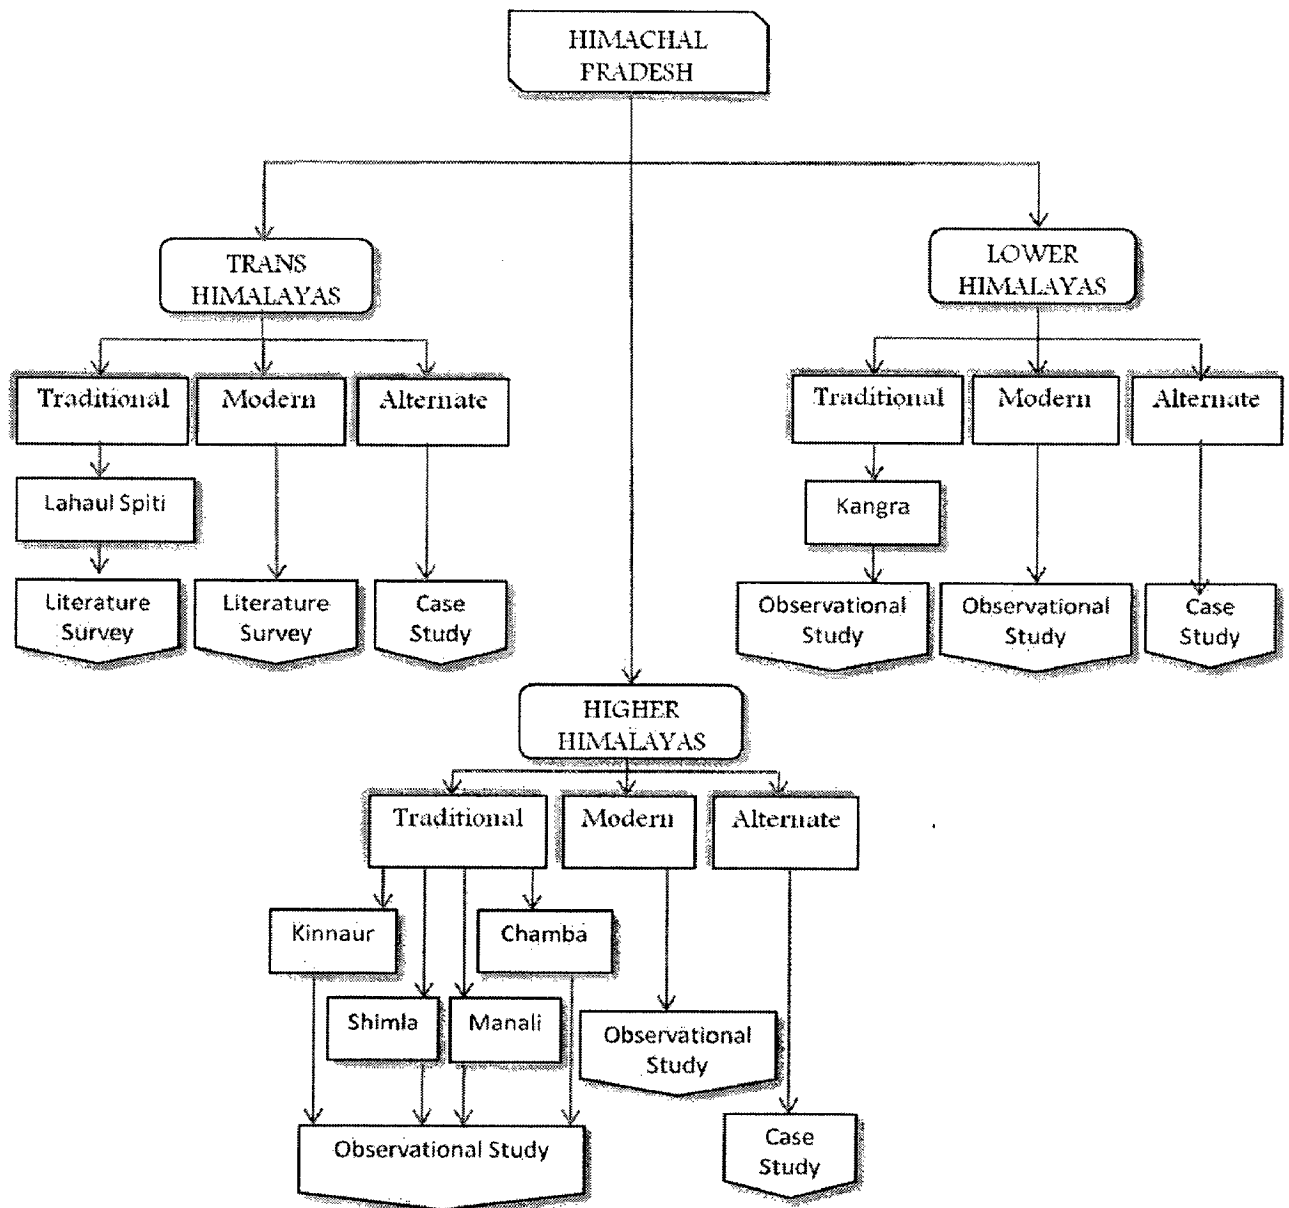 HIMACHAL
PRADESH
TRANS
HIMALAYAS
LOWER
HIMALAYAS
Traditional
Modern
Alternate
Traditional
Modern
Alternate
Lahaul Spiti
Kangra
Literature
Survey
Literature
Survey
Case
Study
Observational
Study
Observational
Study
Case
Study
HIGHER
HIMALAYAS
Traditional
Modern
Alternate
Kinnaur
Chamba
Shimla
Manali
Observational
Study
Observational Study
Case
Study